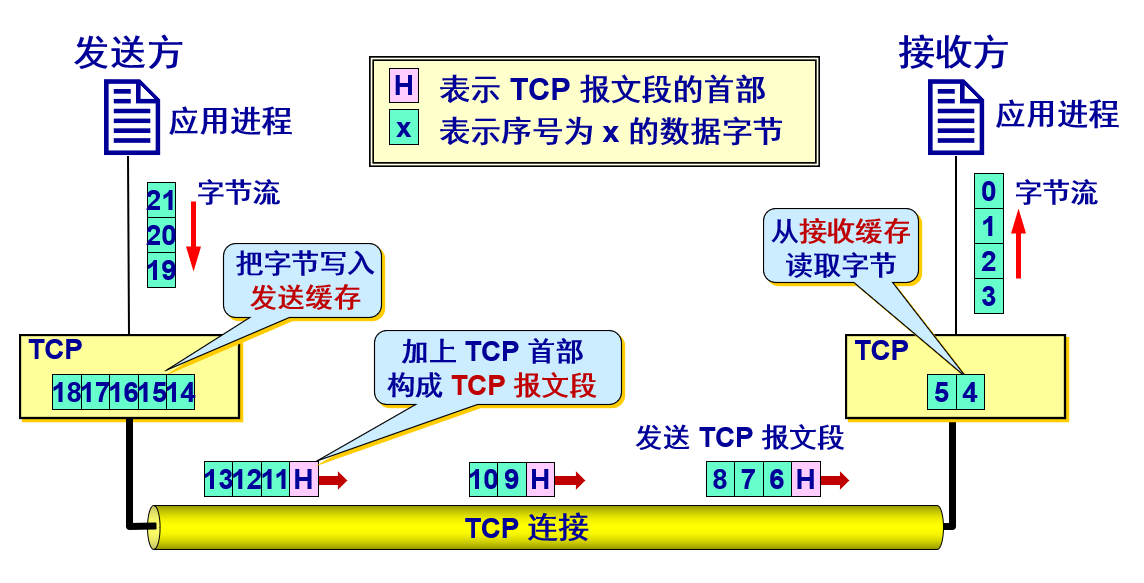 发送方
接收方
H 表示 TCP 报文段的首部
x 表示序号为 x 的数据字节
应用进程
应用进程
21
20
19
字节流
0
1
2
3
字节流
把字节写入
发送缓存
从接收缓存
读取字节
TCP
18 17 16 15 14
加上 TCP 首部
构成 TCP 报文段
TCP
5 4
发送 TCP 报文段
13 12 11 H
10 9 H
8 7 6 H
TCP 连接